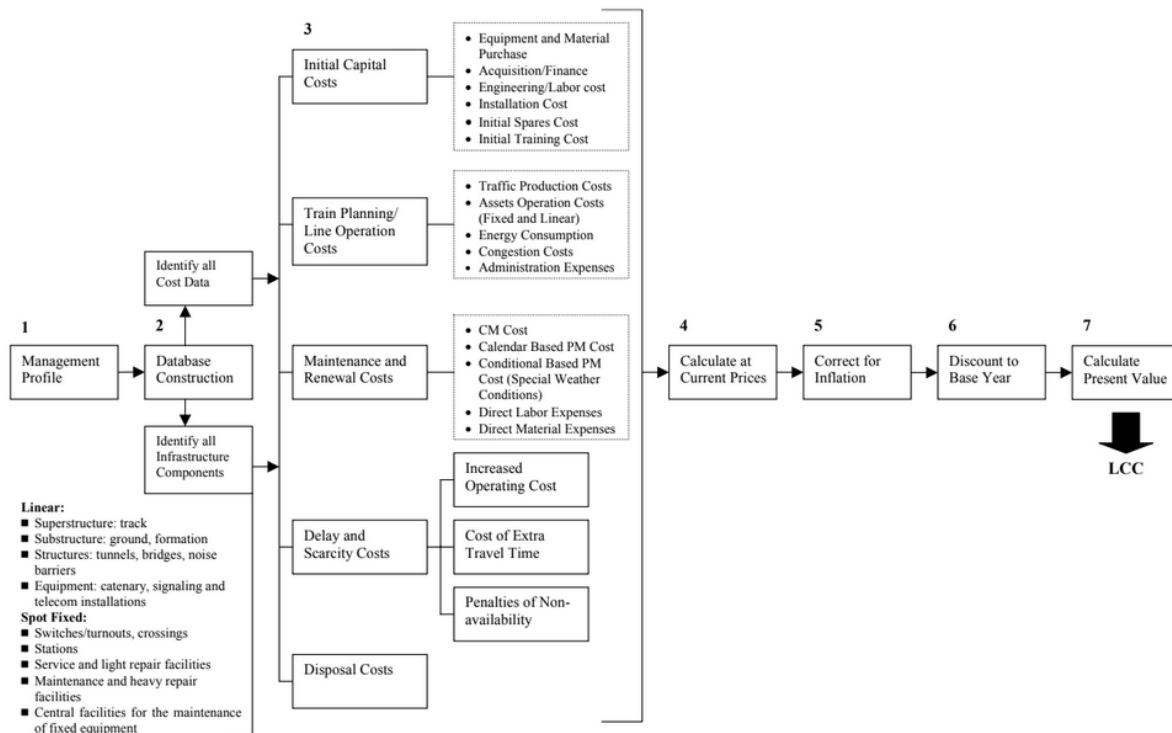 3
Initial Capital
Costs
• Equipment and Material
Purchase
• Acquisition/Finance
• Engineering/Labor cost
• Installation Cost
• Initial Spares Cost
• Initial Training Cost
Train Planning/
Line Operation
Costs
• Traffic Production Costs
• Assets Operation Costs
(Fixed and Linear)
• Energy Consumption
• Congestion Costs
• Administration Expenses
Identify all
Cost Data
1
Management
Profile
2
Database
Construction
Maintenance and
Renewal Costs
• CM Cost
• Calendar Based PM Cost
• Conditional Based PM
Cost (Special Weather
Conditions)
• Direct Labor Expenses
• Direct Material Expenses
4
Calculate at
Current Prices
5
Correct for
Inflation
6
Discount to
Base Year
7
Calculate
Present Value
LCC
Identify all
Infrastructure
Components
Linear:
■ Superstructure: track
■ Substructure: ground, formation
■ Structures: tunnels, bridges, noise
barriers
■ Equipment: catenary, signaling and
telecom installations
Spot Fixed:
■ Switches/turnouts, crossings
■ Stations
■ Service and light repair facilities
■ Maintenance and heavy repair
facilities
■ Central facilities for the maintenance
of fixed equipment
Delay and
Scarcity Costs
Increased
Operating Cost
Cost of Extra
Travel Time
Penalties of Non-
availability
Disposal Costs